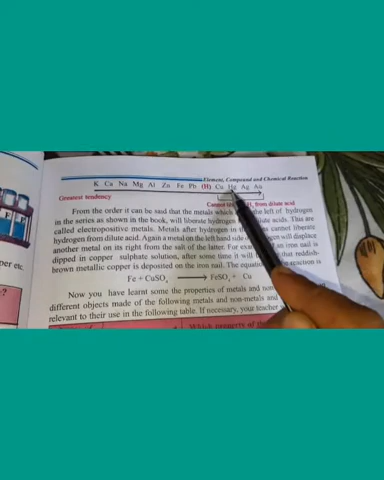 Element, Compound and Chemical Reaction
K Ca Na Mg Al Zn Fe Pb (H) Cu Hg Ag Au
Greatest tendency
Cannot H, from dilute acid
From the order it can be said that the metals which the left of hydrogen
in the series as shown in the book, will liberate hydrogen dilute acids. This are
called electropositive metals. Metals after hydrogen in the cannot liberate
hydrogen from dilute acid. Again a metal on the left hand side will displace
another metal on its right from the salt of the latter. For an iron nail is
dipped in copper sulphate solution, after some time it will that reddish-
brown metallic copper is deposited on the iron nail. The reaction is
Fe + CuSO4 ⟶ FeSO4 + Cu
Now you have learnt some the properties of metals and
different objects made of the following metals and non-metals and
relevant to their use in the following table. If necessary, your teacher
per etc.
?
F
F